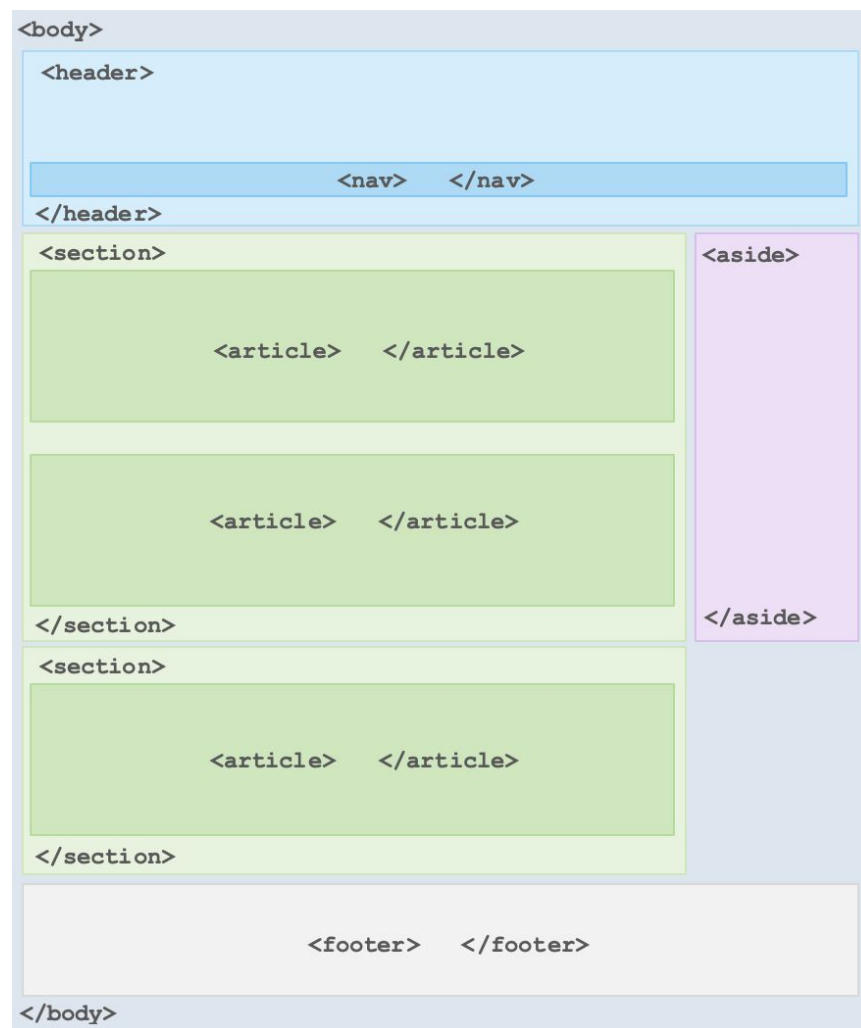 <body>
<header>
<nav> </nav>
</header>
<section>
<article> </article>
<article> </article>
</section>
<aside>
</aside>
<section>
<article> </article>
</section>
<footer> </footer>
</body>